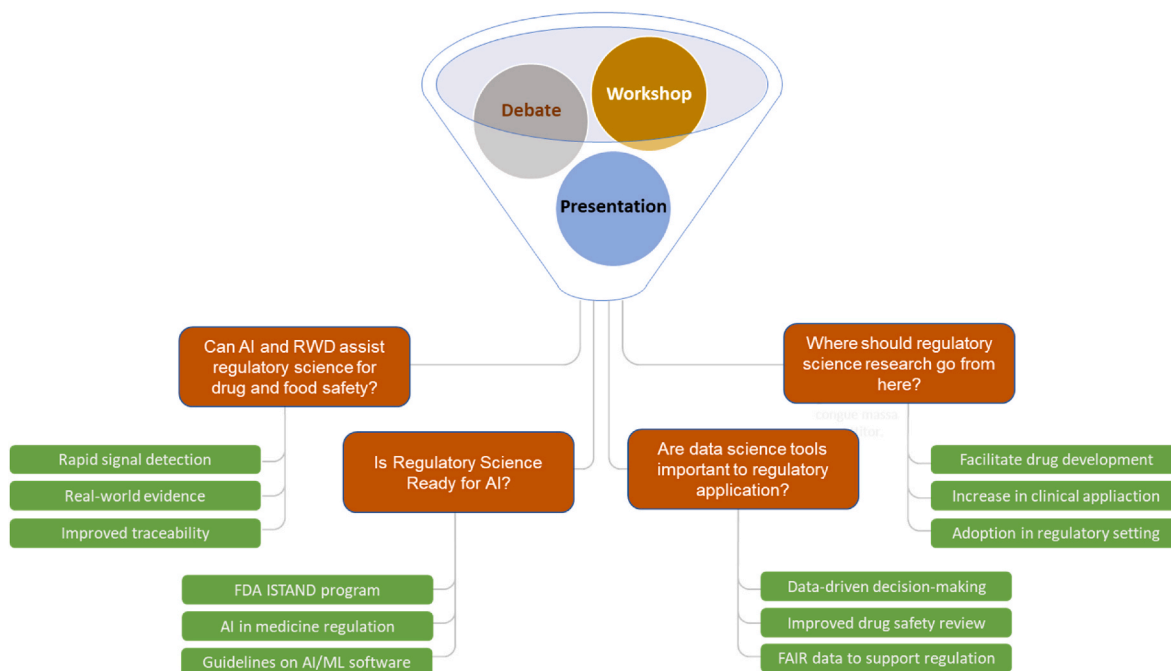 Debate
Workshop
Presentation
Can AI and RWD assist
regulatory science for
drug and food safety?
Rapid signal detection
Real-world evidence
Improved traceability
Is Regulatory Science
Ready for AI?
FDA ISTAND program
AI in medicine regulation
Guidelines on AI/ML software
Are data science tools
important to regulatory
application?
Data-driven decision-making
Improved drug safety review
FAIR data to support regulation
Where should regulatory
science research go from
here?
congue massa
Facilitate drug development
Increase in clinical appliaction
Adoption in regulatory setting